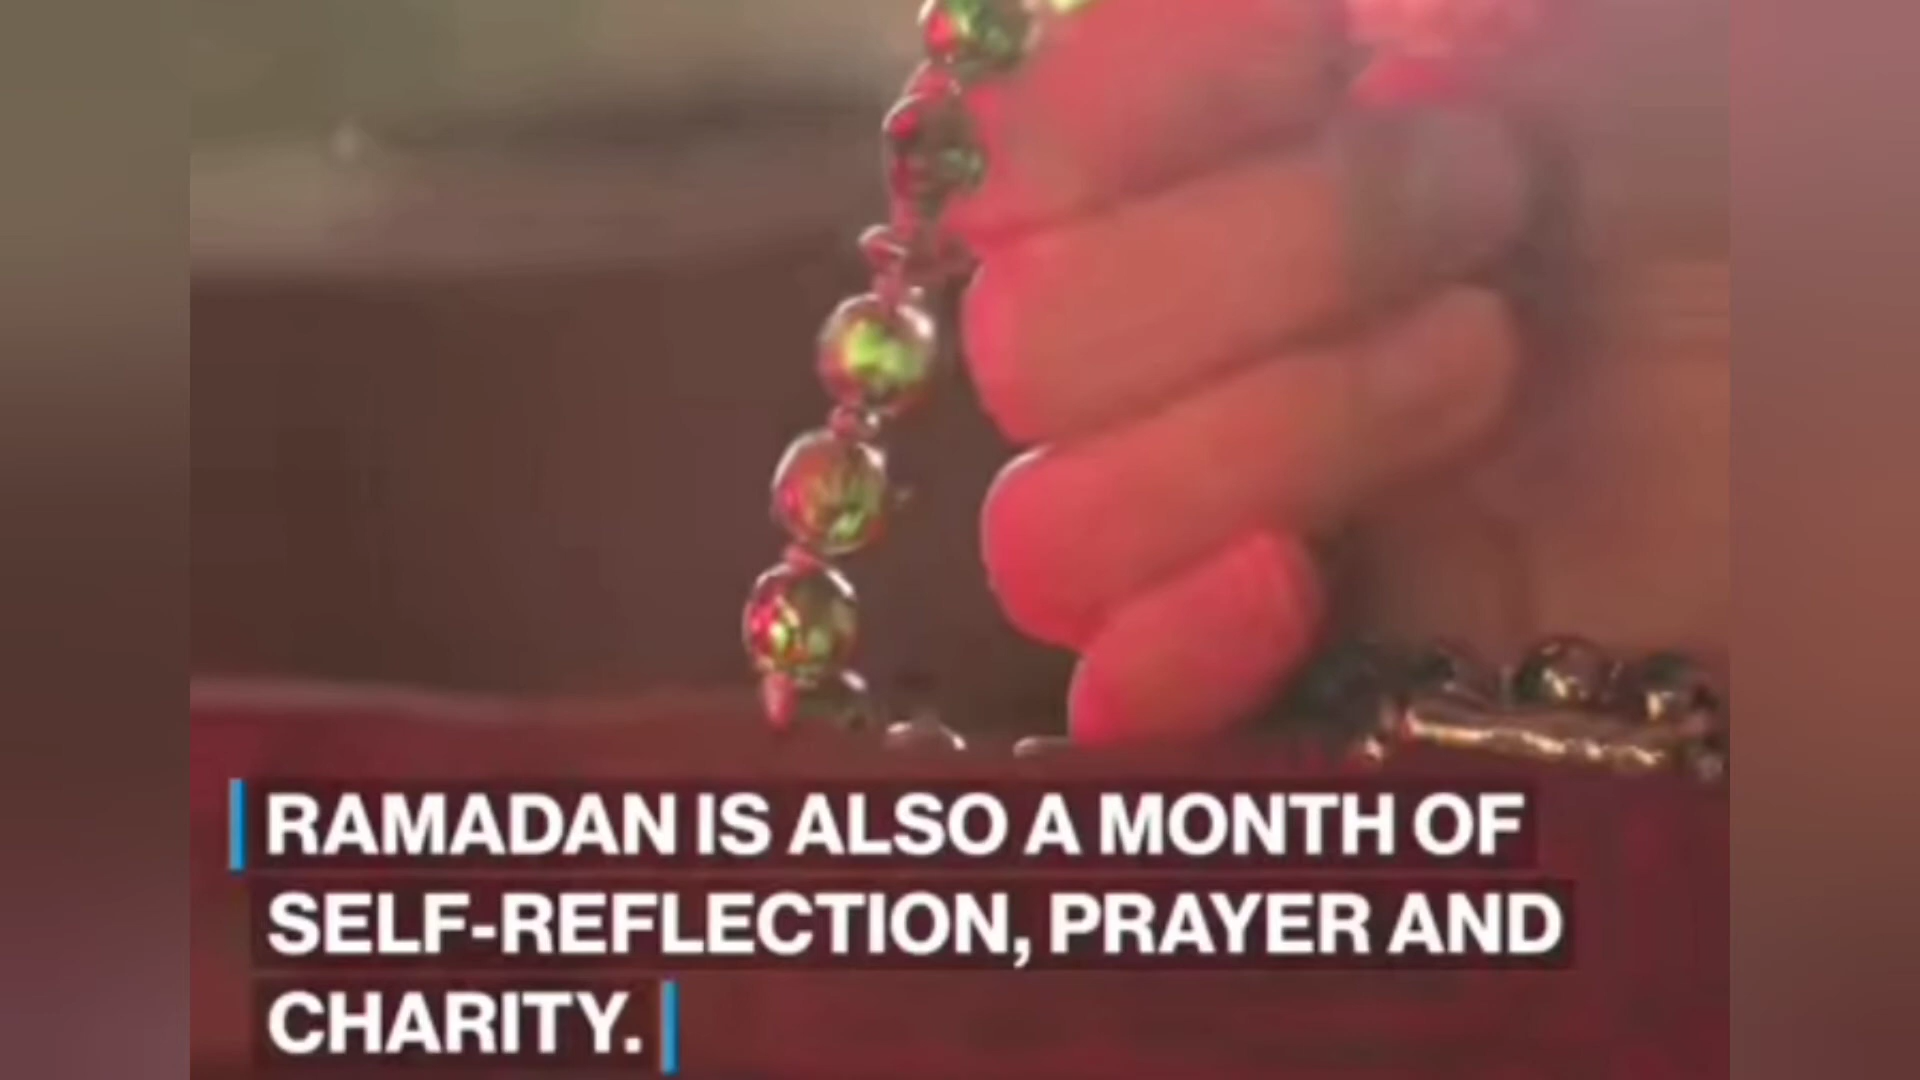 RAMADAN IS ALSO A MONTH OF
SELF-REFLECTION, PRAYER AND
CHARITY.